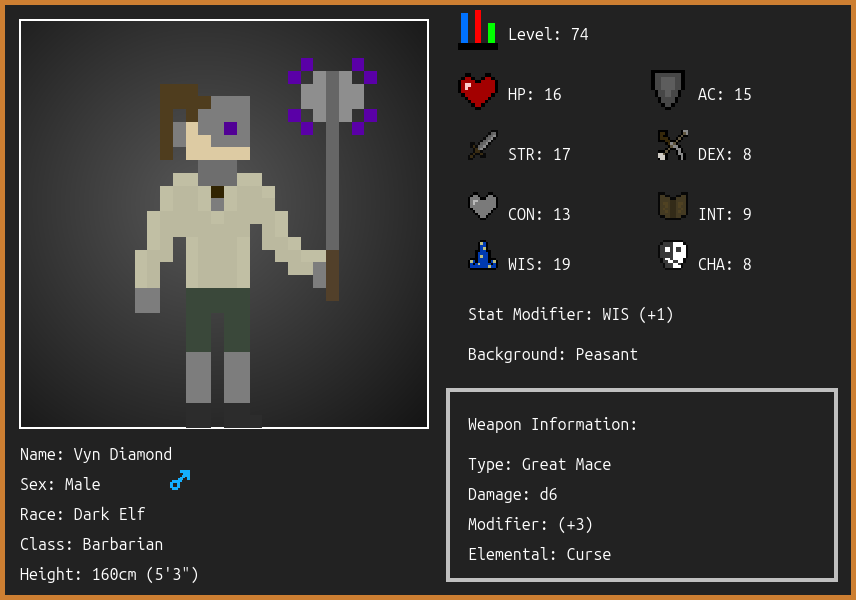 Level: 74
HP: 16
AC: 15
STR: 17
DEX: 8
CON: 13
INT: 9
WIS: 19
CHA: 8
Stat Modifier: WIS (+1)
Background: Peasant
Weapon Information:
Type: Great Mace
Damage: d6
Modifier: (+3)
Elemental: Curse
Name: Vyn Diamond
Sex: Male
Race: Dark Elf
Class: Barbarian
Height: 160cm (5'3")